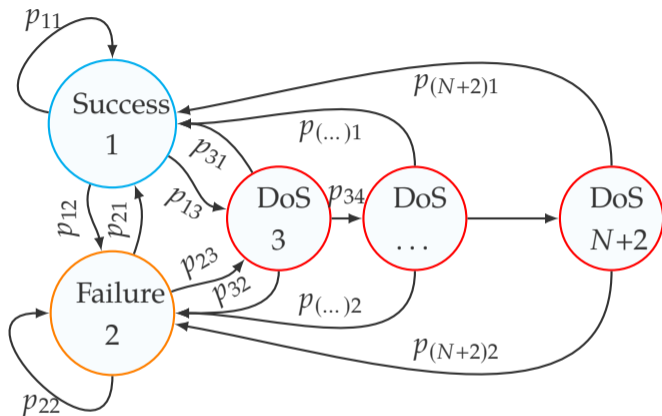 p11
p(N+2)1
Success
1
p(...)1
p31
p13
p12
p21
DoS
3
p34
DoS
...
DoS
N+2
p23
p32
Failure
2
p(...)2
p(N+2)2
p22